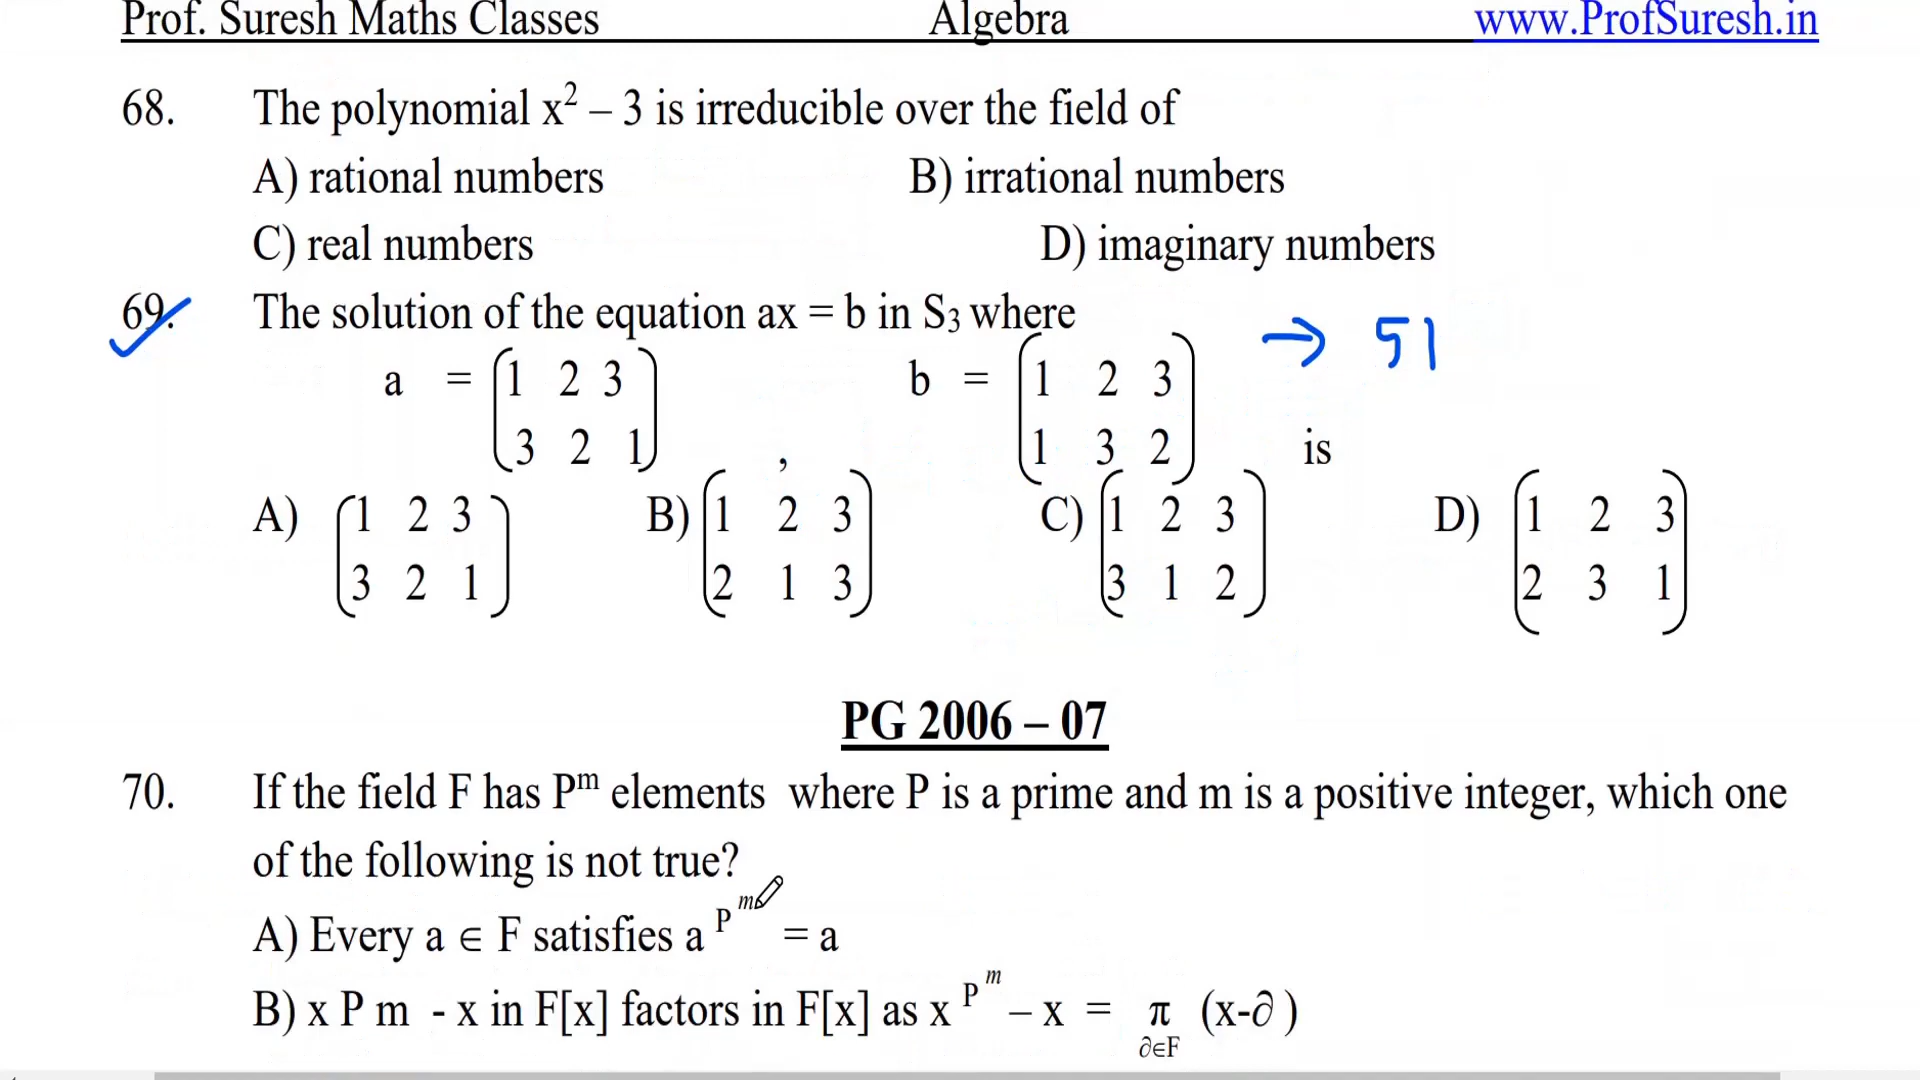 Prof. Suresh Maths Classes Algebra www.ProfSuresh.in
68. The polynomial x² – 3 is irreducible over the field of
A) rational numbers B) irrational numbers
C) real numbers D) imaginary numbers
69. The solution of the equation ax = b in S₃ where → 51
a = (1 2 3 b = (1 2 3)
3 2 1) , 1 3 2 is
A) (1 2 3) B) (1 2 3) C) (1 2 3) D) (1 2 3)
3 2 1 2 1 3 3 1 2 2 3 1
PG 2006 – 07
70. If the field F has Pᵐ elements where P is a prime and m is a positive integer, which one
of the following is not true?
A) Every a ∈ F satisfies a P m = a
B) x P m - x in F[x] factors in F[x] as x P m – x = π (x-∂ )
∂∈F